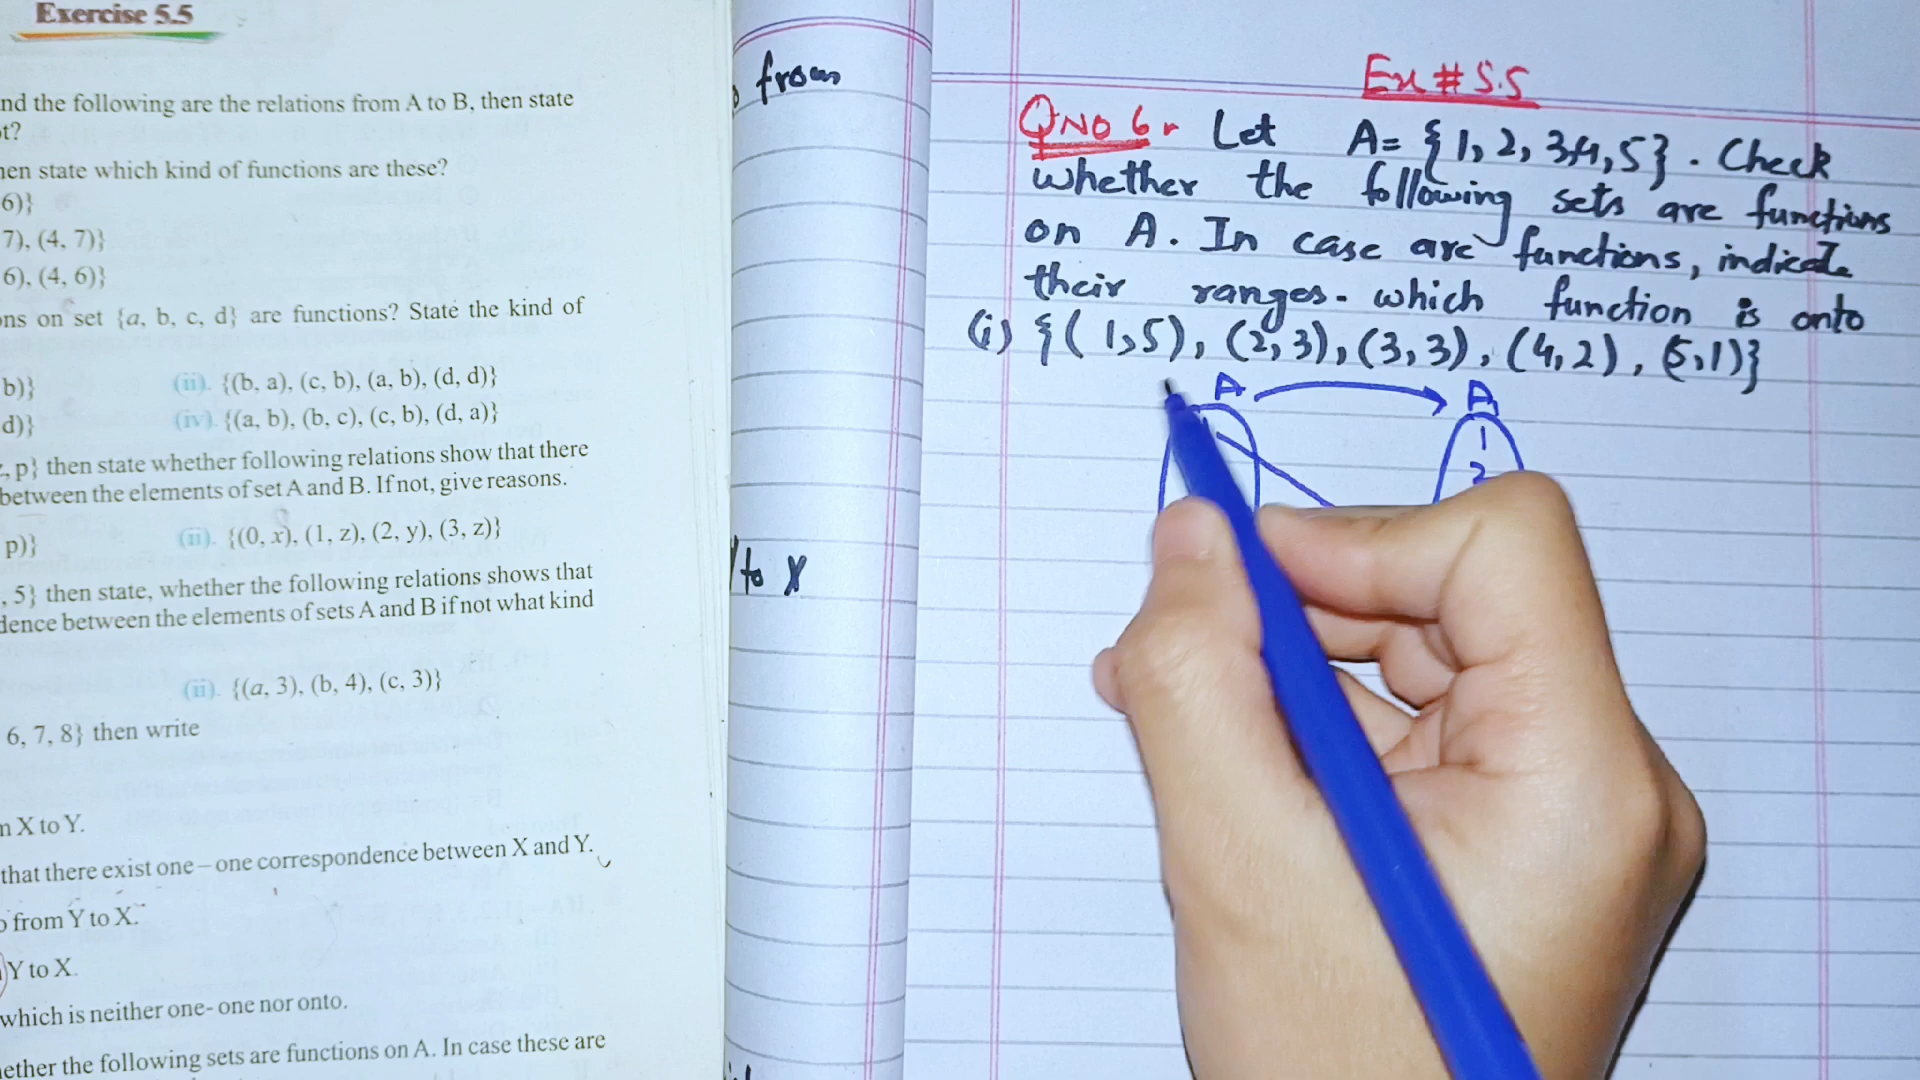 Exercise 5.5
nd the following are the relations from A to B, then state
t?
en state which kind of functions are these?
6)}
7), (4, 7)}
6), (4, 6)}
ns on set {a, b, c, d} are functions? State the kind of
b)} (ii). {(b, a), (c, b), (a, b), (d, d)}
d)} (iv). {(a, b), (b, c), (c, b), (d, a)}
, p} then state whether following relations show that there
between the elements of set A and B. If not, give reasons.
p)} (ii). {(0, x), (1, z), (2, y), (3, z)}
, 5} then state, whether the following relations shows that
dence between the elements of sets A and B if not what kind
(ii). {(a, 3), (b, 4), (c, 3)}
6, 7, 8} then write
X to Y.
that there exist one – one correspondence between X and Y.
from Y to X.
Y to X.
which is neither one- one nor onto.
ether the following sets are functions on A. In case these are
from
to X
Ex # 5.5
QNO 6 Let A= {1, 2, 3,4, 5}. Check
whether the following sets are functions
on A. In case are functions, indicate
their ranges. which function is onto
(i) {( 1,5), (2,3), (3,3), (4,2), (5,1)}
A A
1
2